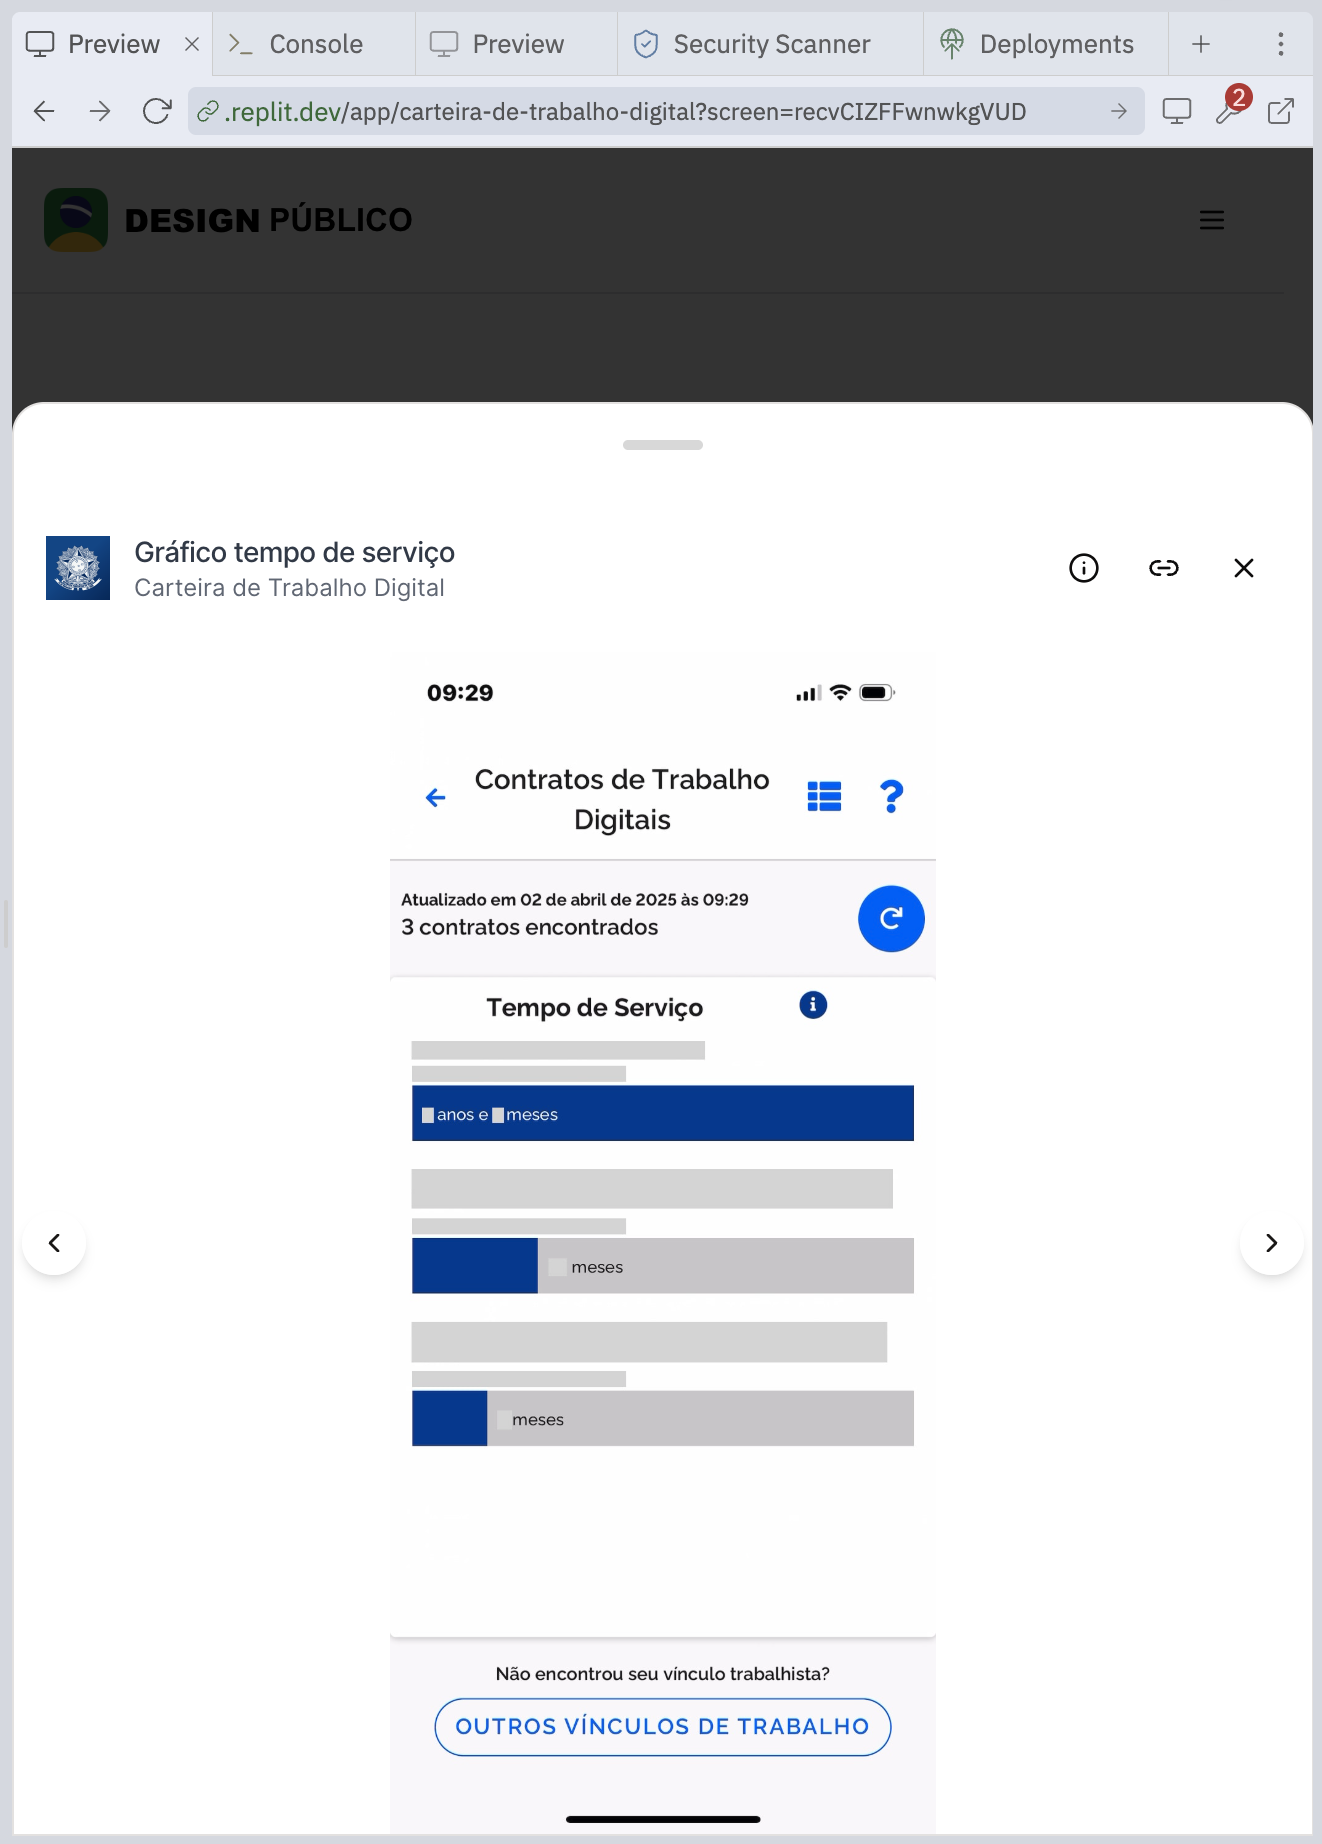 Preview
Console
Preview
Security Scanner
Deployments
.replit.dev/app/carteira-de-trabalho-digital?screen=recvCIZFFwnwkgVUD
2
DESIGN PÚBLICO
Gráfico tempo de serviço
Carteira de Trabalho Digital
09:29
Contratos de Trabalho
Digitais
Atualizado em 02 de abril de 2025 às 09:29
3 contratos encontrados
Tempo de Serviço
anos e meses
meses
meses
Não encontrou seu vínculo trabalhista?
OUTROS VÍNCULOS DE TRABALHO